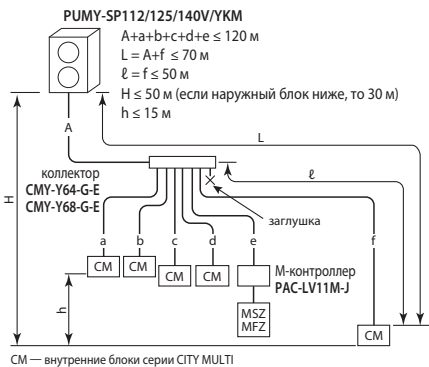 PUMY-SP112/125/140V/YKM
A+a+b+c+d+e ≤ 120 м
L = A+f ≤ 70 м
ℓ = f ≤ 50 м
H ≤ 50 м (если наружный блок ниже, то 30 м)
h ≤ 15 м
A
L
H
коллектор
CMY-Y64-G-E
CMY-Y68-G-E
ℓ
заглушка
a b c d e f
CM CM CM CM
М-контроллер
PAC-LV11M-J
h
MSZ
MFZ
CM
СМ — внутренние блоки серии CITY MULTI